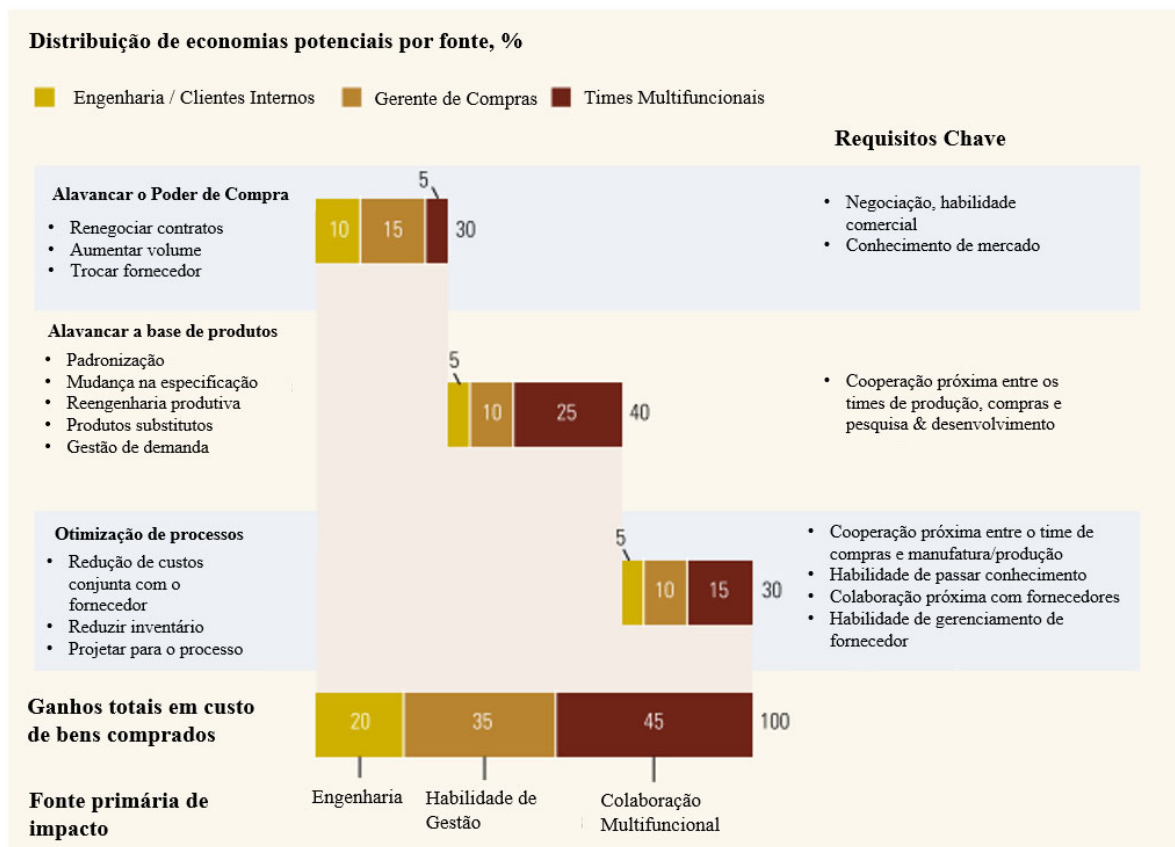 Distribuição de economias potenciais por fonte, %
Engenharia / Clientes Internos
Gerente de Compras
Times Multifuncionais
Requisitos Chave
Alavancar o Poder de Compra
• Renegociar contratos
• Aumentar volume
• Trocar fornecedor
5
10
15
30
• Negociação, habilidade
comercial
• Conhecimento de mercado
Alavancar a base de produtos
• Padronização
• Mudança na especificação
• Reengenharia produtiva
• Produtos substitutos
• Gestão de demanda
5
10
25
40
• Cooperação próxima entre os
times de produção, compras e
pesquisa & desenvolvimento
Otimização de processos
• Redução de custos
conjunta com o
fornecedor
• Reduzir inventário
• Projetar para o processo
5
10
15
30
• Cooperação próxima entre o time de
compras e manufatura/produção
• Habilidade de passar conhecimento
• Colaboração próxima com fornecedores
• Habilidade de gerenciamento de
fornecedor
Ganhos totais em custo
de bens comprados
20
35
45
100
Fonte primária de
impacto
Engenharia
Habilidade de
Gestão
Colaboração
Multifuncional